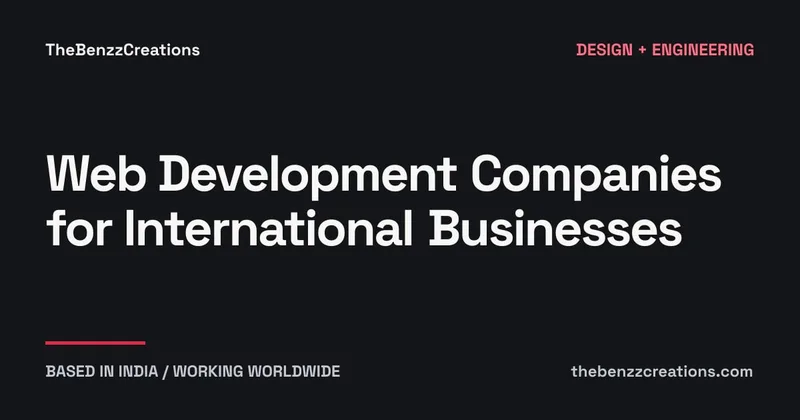 TheBenzzCreations
DESIGN + ENGINEERING
Web Development Companies
for International Businesses
BASED IN INDIA / WORKING WORLDWIDE
thebenzzcreations.com